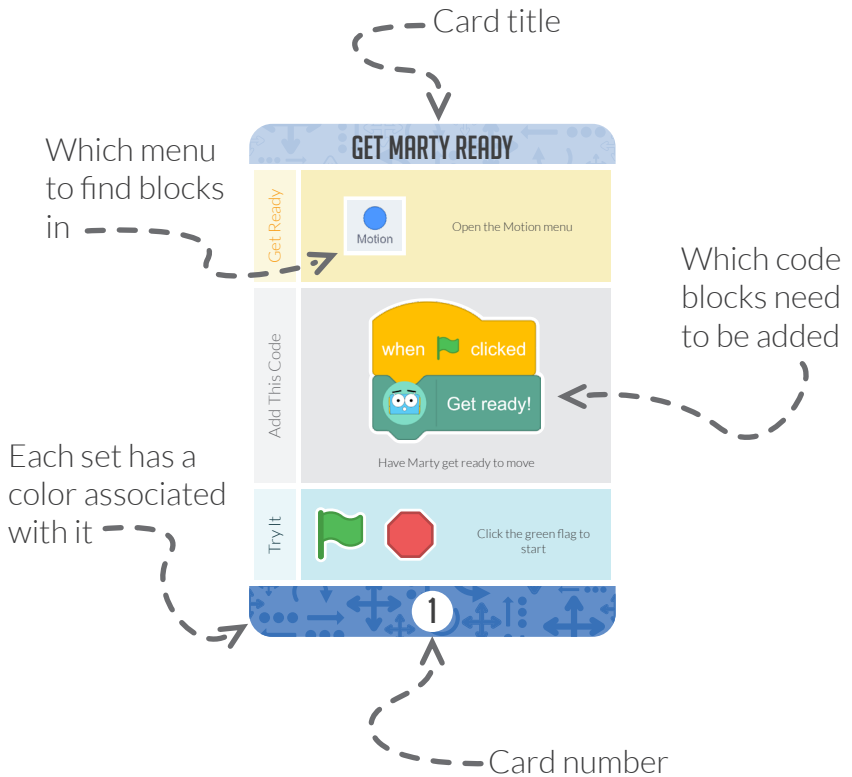 Card title
Which menu
to find blocks
in
GET MARTY READY
Get Ready
Motion
Open the Motion menu
Which code
blocks need
to be added
Add This Code
when clicked
Get ready!
Have Marty get ready to move
Each set has a
color associated
with it
Try It
Click the green flag to
start
1
Card number